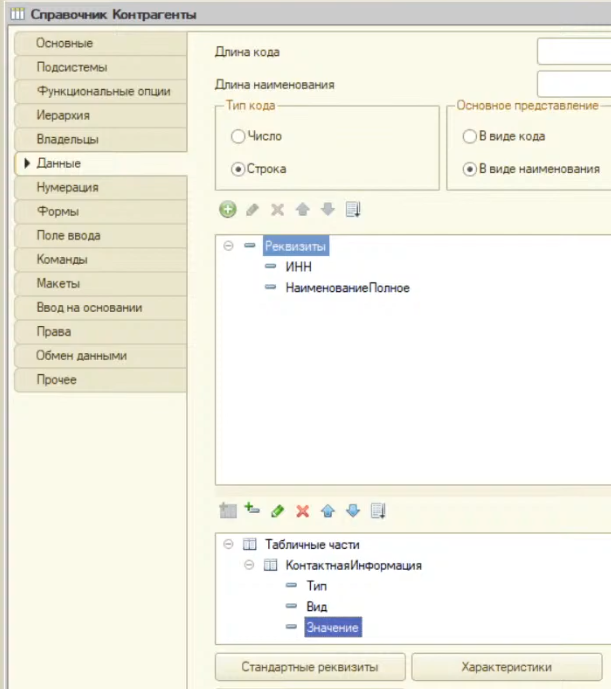 Справочник Контрагенты
Основные
Подсистемы
Функциональные опции
Иерархия
Владельцы
Данные
Нумерация
Формы
Поле ввода
Команды
Макеты
Ввод на основании
Права
Обмен данными
Прочее
Длина кода
Длина наименования
Тип кода
Число
Строка
Основное представление
В виде кода
В виде наименования
Реквизиты
ИНН
НаименованиеПолное
Табличные части
КонтактнаяИнформация
Тип
Вид
Значение
Стандартные реквизиты
Характеристики